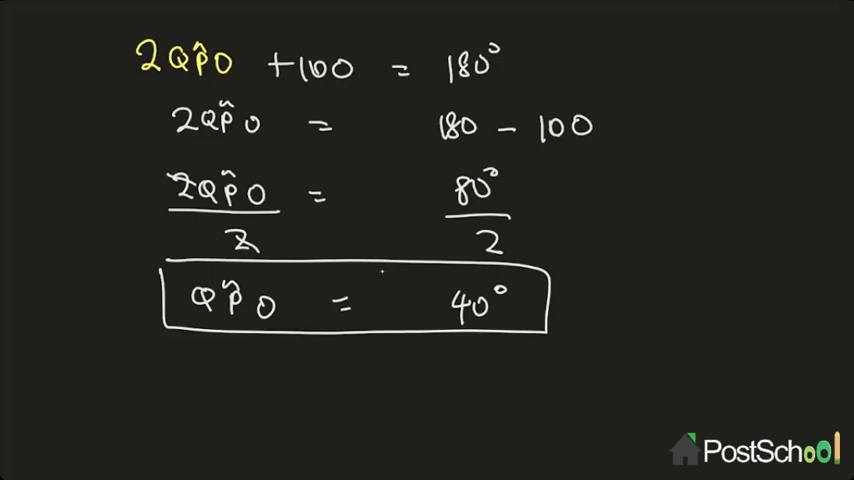 2QP̂O + 100 = 180°
2QP̂O = 180 - 100
2QP̂O = 80°
2 2
QP̂O = 40°
PostSchool